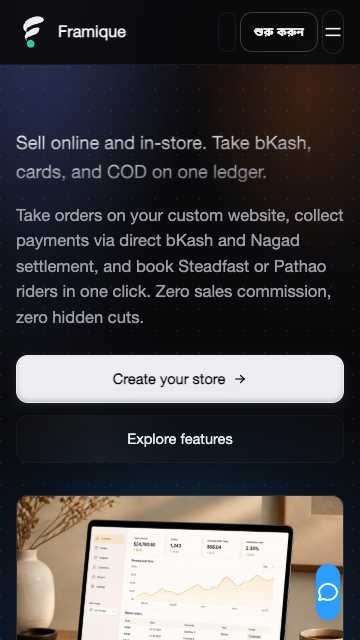 Framique
শুরু করুন
Sell online and in-store. Take bKash,
cards, and COD on one ledger.
Take orders on your custom website, collect
payments via direct bKash and Nagad
settlement, and book Steadfast or Pathao
riders in one click. Zero sales commission,
zero hidden cuts.
Create your store →
Explore features